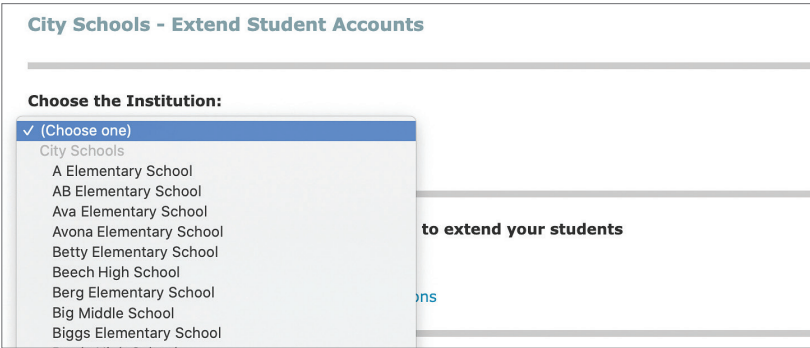 City Schools - Extend Student Accounts
Choose the Institution:
✓ (Choose one)
City Schools
A Elementary School
AB Elementary School
Ava Elementary School
Avona Elementary School
Betty Elementary School
Beech High School
Berg Elementary School
Big Middle School
Biggs Elementary School
to extend your students